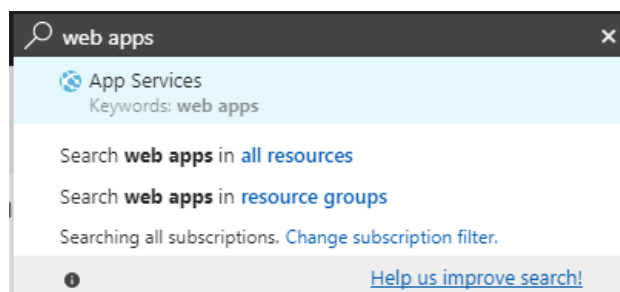 web apps
App Services
Keywords: web apps
Search web apps in all resources
Search web apps in resource groups
Searching all subscriptions. Change subscription filter.
Help us improve search!